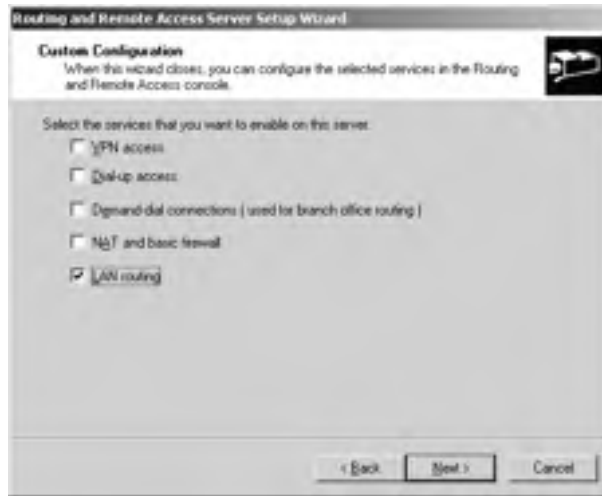 Routing and Remote Access Server Setup Wizard
Custom Configuration
When this wizard closes, you can configure the selected services in the Routing
and Remote Access console.
Select the services that you want to enable on this server.
VPN access
Dial-up access
Demand-dial connections ( used for branch office routing )
NAT and basic firewall
LAN routing
< Back
Next >
Cancel